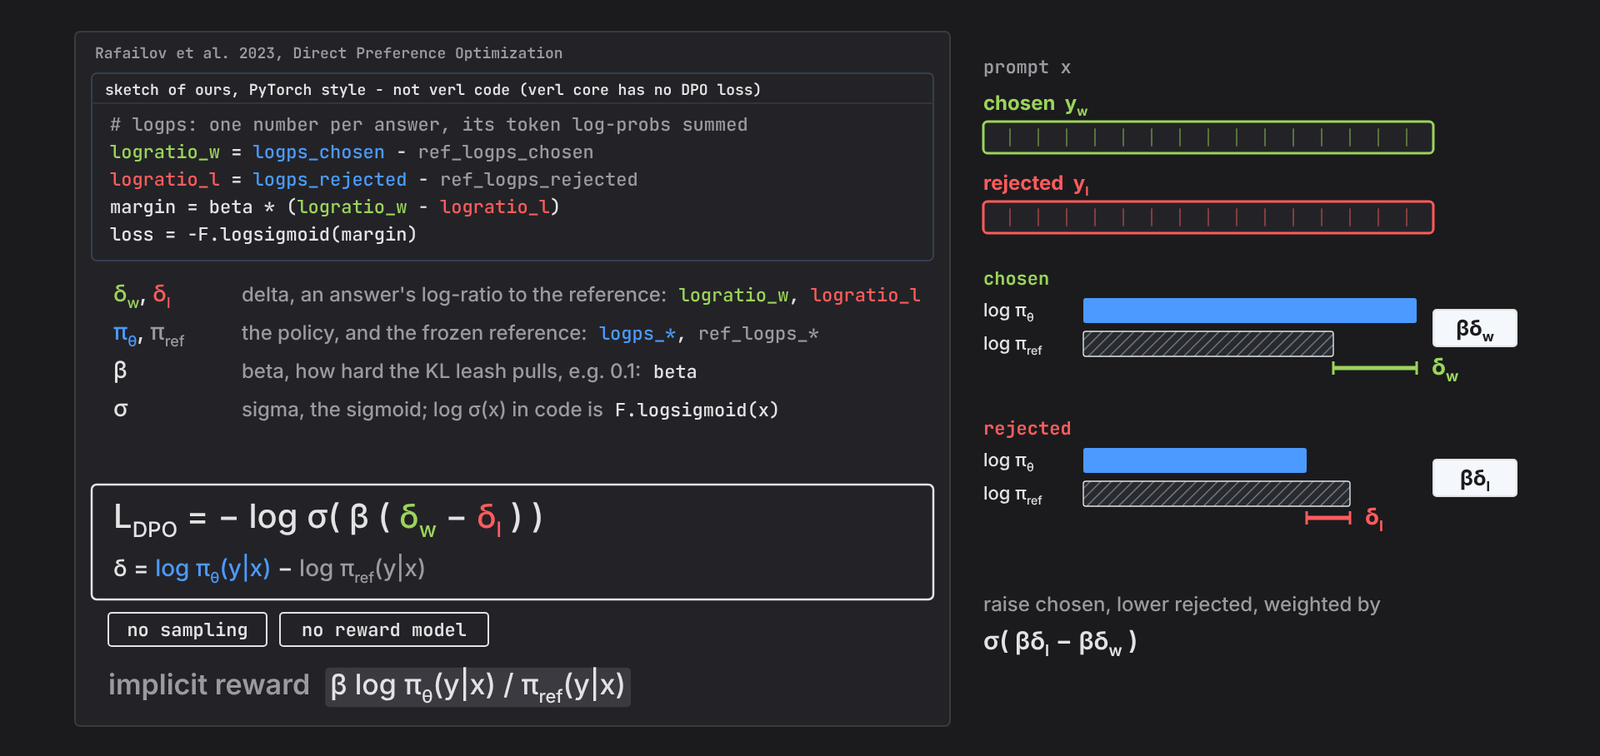 Rafailov et al. 2023, Direct Preference Optimization
sketch of ours, PyTorch style - not verl code (verl core has no DPO loss)
# logps: one number per answer, its token log-probs summed
logratio_w = logps_chosen - ref_logps_chosen
logratio_l = logps_rejected - ref_logps_rejected
margin = beta * (logratio_w - logratio_l)
loss = -F.logsigmoid(margin)
δw, δl delta, an answer's log-ratio to the reference: logratio_w, logratio_l
πθ, πref the policy, and the frozen reference: logps_*, ref_logps_*
β beta, how hard the KL leash pulls, e.g. 0.1: beta
σ sigma, the sigmoid; log σ(x) in code is F.logsigmoid(x)
LDPO = − log σ( β ( δw − δl ) )
δ = log πθ(y|x) − log πref(y|x)
no sampling no reward model
implicit reward β log πθ(y|x) / πref(y|x)
prompt x
chosen yw
rejected yl
chosen
log πθ
log πref
βδw
δw
rejected
log πθ
log πref
βδl
δl
raise chosen, lower rejected, weighted by
σ( βδl − βδw )